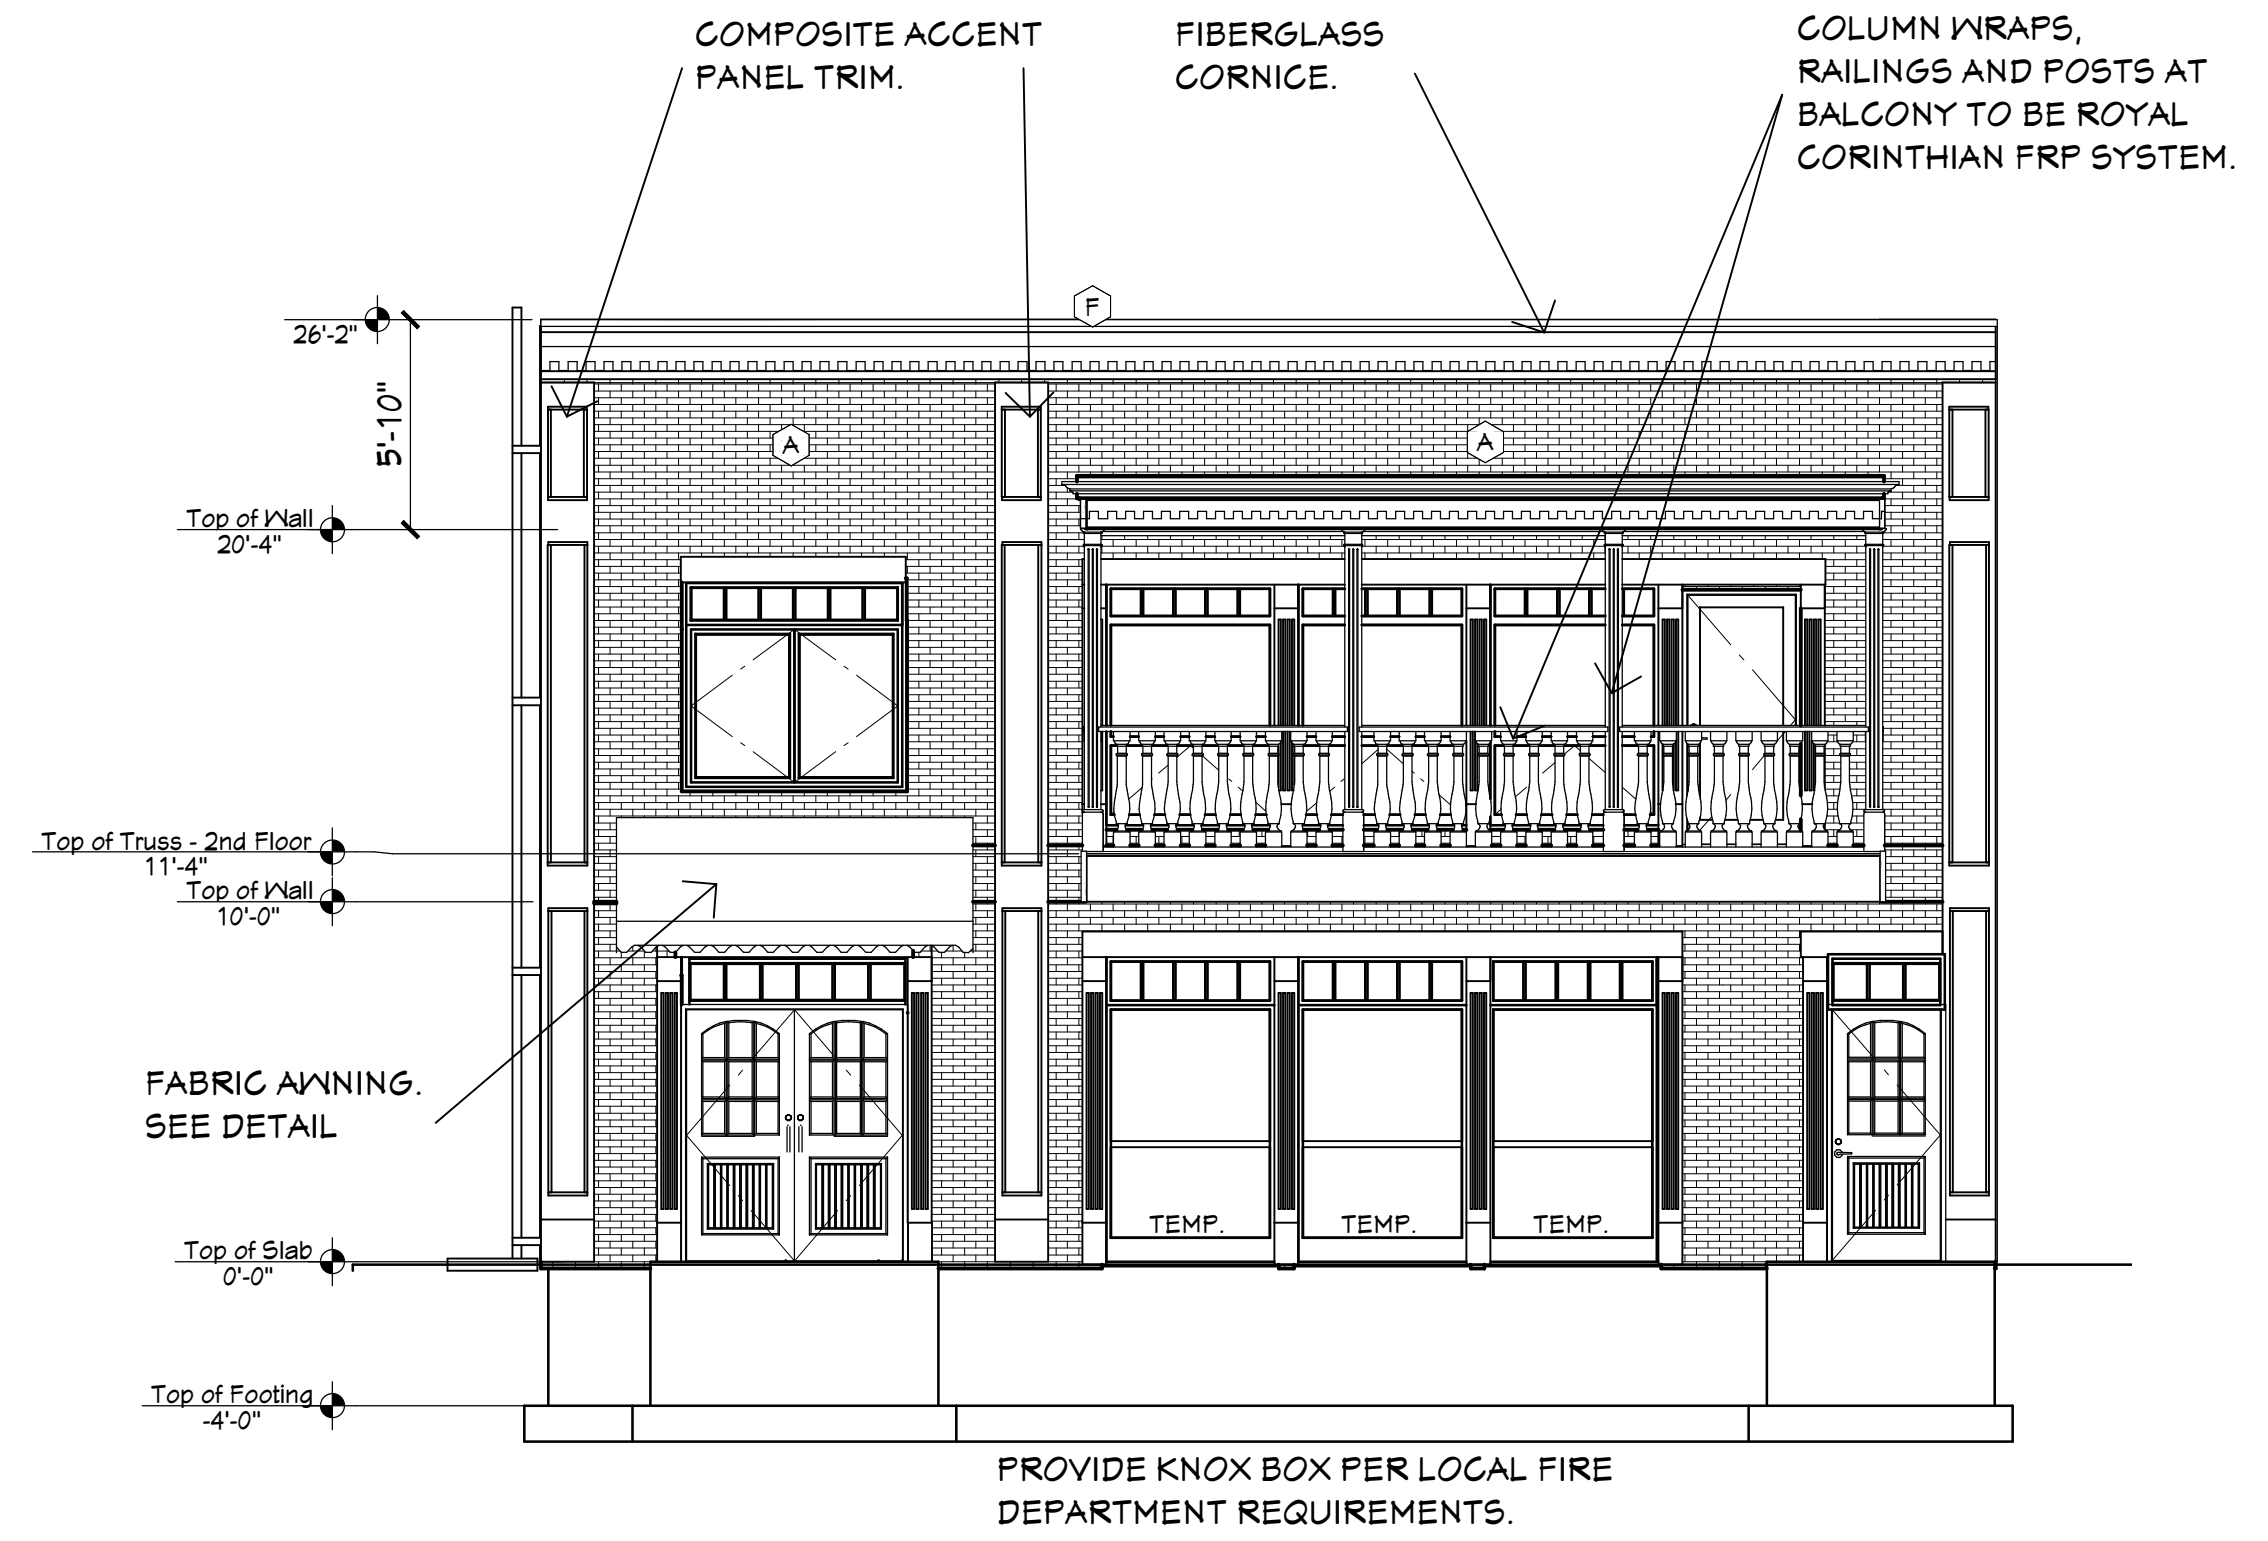 COMPOSITE ACCENT
PANEL TRIM.
FIBERGLASS
CORNICE.
COLUMN WRAPS,
RAILINGS AND POSTS AT
BALCONY TO BE ROYAL
CORINTHIAN FRP SYSTEM.
F
26'-2"
5'-10"
A
A
Top of Wall
20'-4"
Top of Truss - 2nd Floor
11'-4"
Top of Wall
10'-0"
FABRIC AWNING.
SEE DETAIL
TEMP.
TEMP.
TEMP.
Top of Slab
0'-0"
Top of Footing
-4'-0"
PROVIDE KNOX BOX PER LOCAL FIRE
DEPARTMENT REQUIREMENTS.